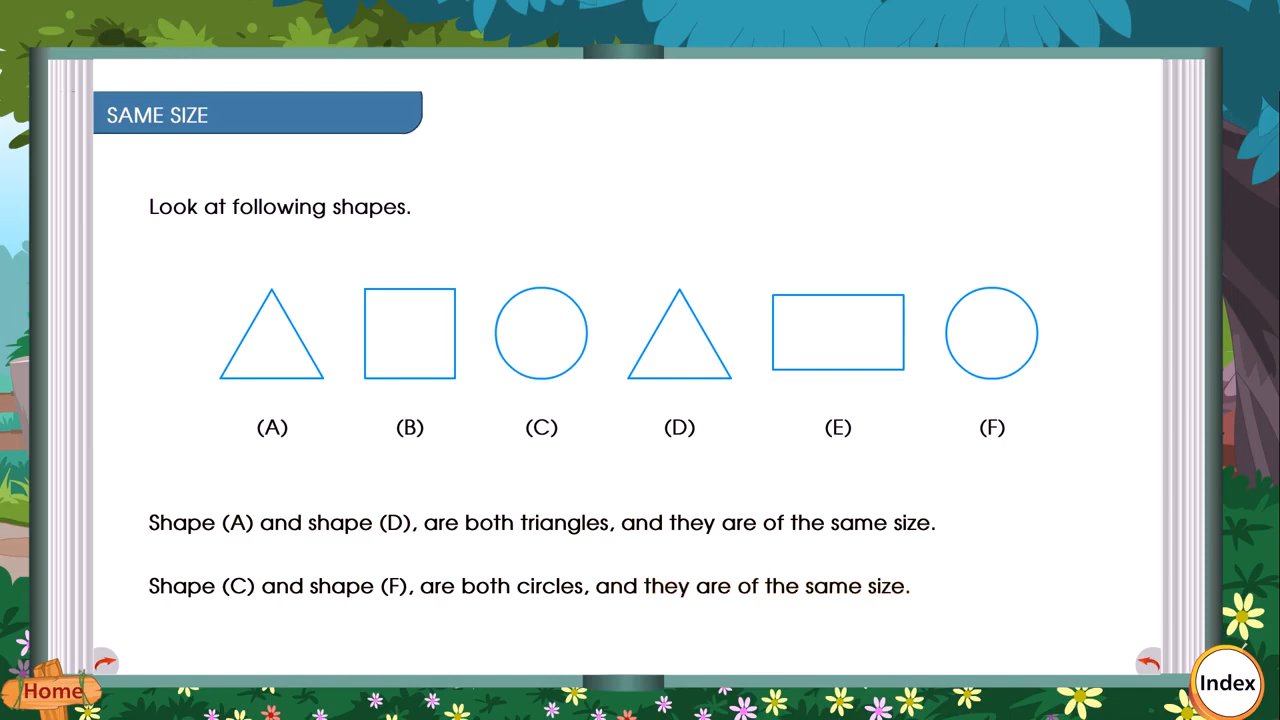 SAME SIZE
Look at following shapes.
(A) (B) (C) (D) (E) (F)
Shape (A) and shape (D), are both triangles, and they are of the same size.
Shape (C) and shape (F), are both circles, and they are of the same size.
Home
Index